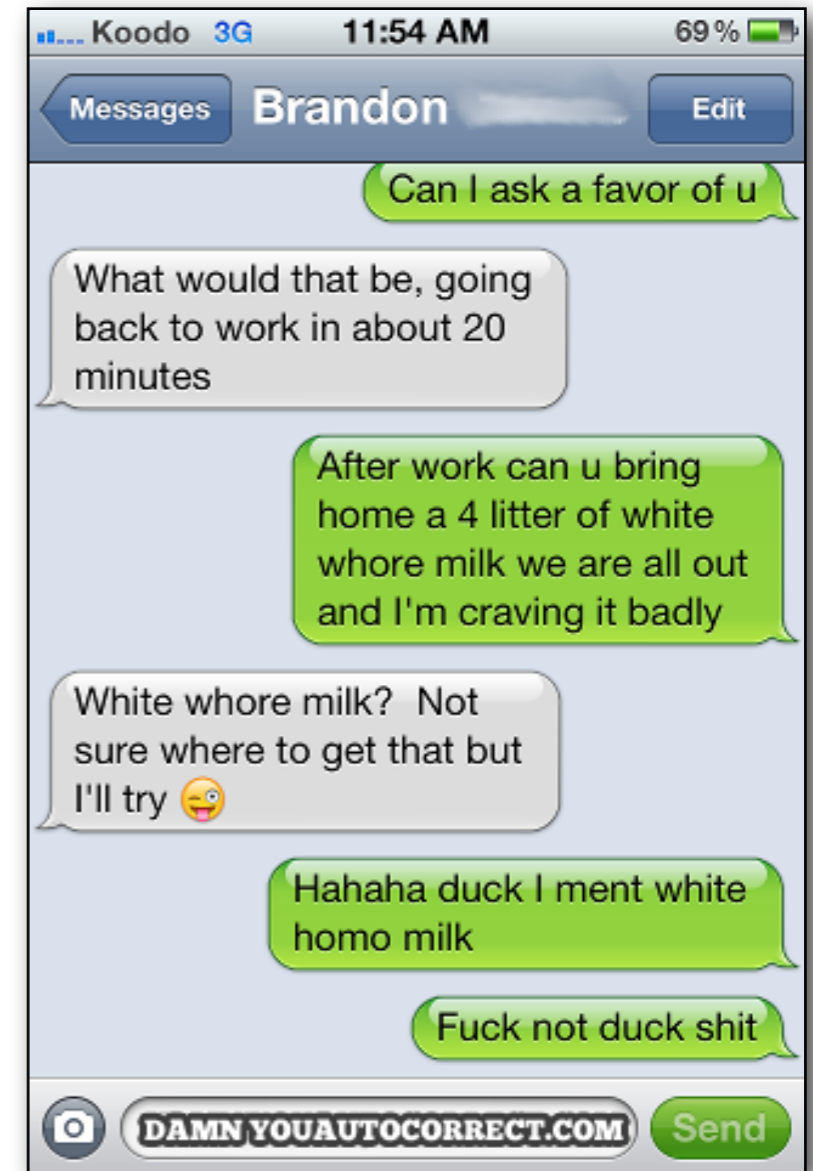 Koodo 3G 11:54 AM 69%
Messages Brandon Edit
Can I ask a favor of u
What would that be, going
back to work in about 20
minutes
After work can u bring
home a 4 litter of white
whore milk we are all out
and I'm craving it badly
White whore milk?  Not
sure where to get that but
I'll try 😜
Hahaha duck I ment white
homo milk
Fuck not duck shit
DAMNYOUAUTOCORRECT.COM Send